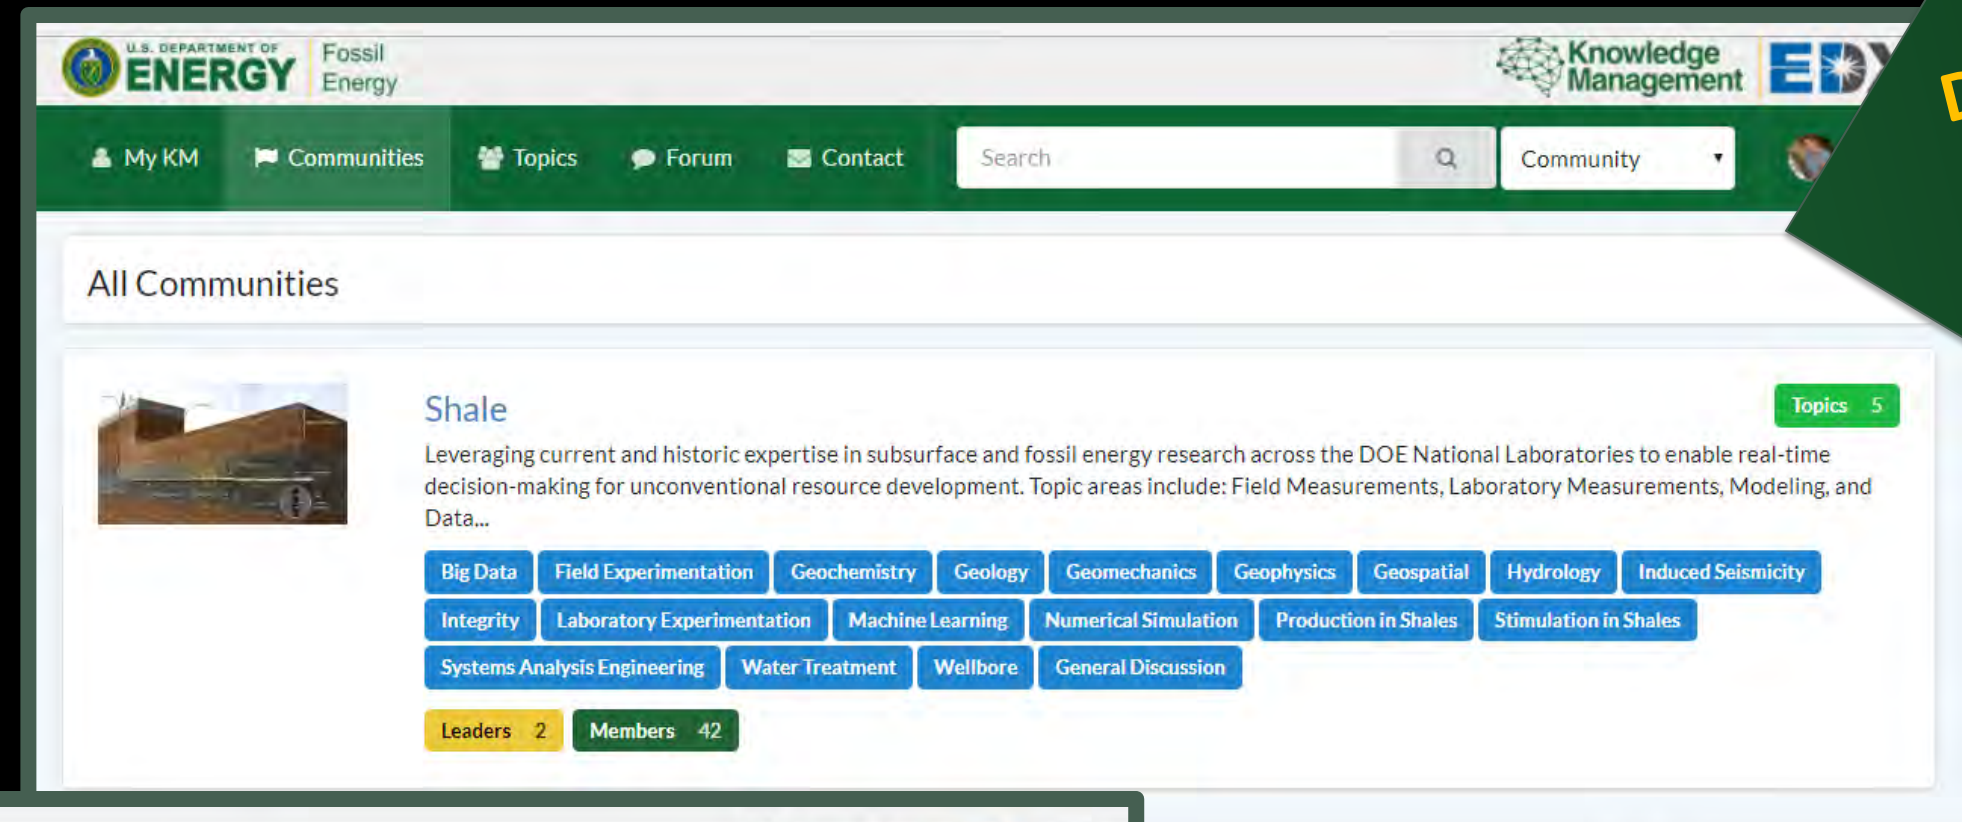 U.S. DEPARTMENT OF
ENERGY
Fossil
Energy
Knowledge
Management
My KM Communities Topics Forum Contact Search Community
All Communities
Shale
Topics 5
Leveraging current and historic expertise in subsurface and fossil energy research across the DOE National Laboratories to enable real-time
decision-making for unconventional resource development. Topic areas include: Field Measurements, Laboratory Measurements, Modeling, and
Data...
Big Data Field Experimentation Geochemistry Geology Geomechanics Geophysics Geospatial Hydrology Induced Seismicity
Integrity Laboratory Experimentation Machine Learning Numerical Simulation Production in Shales Stimulation in Shales
Systems Analysis Engineering Water Treatment Wellbore General Discussion
Leaders 2 Members 42